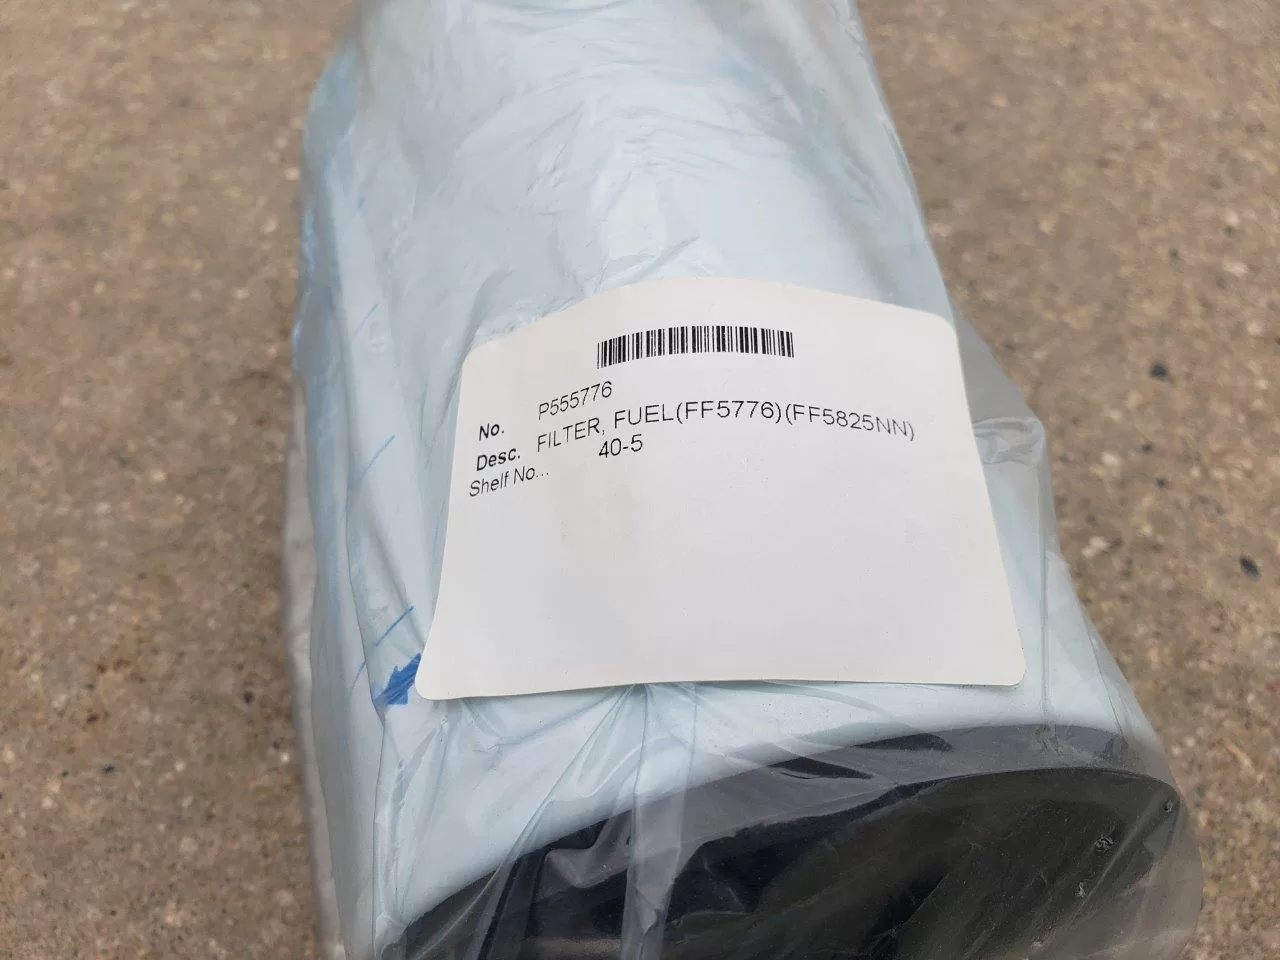 No. P555776
Desc. FILTER, FUEL(FF5776)(FF5825NN)
Shelf No... 40-5